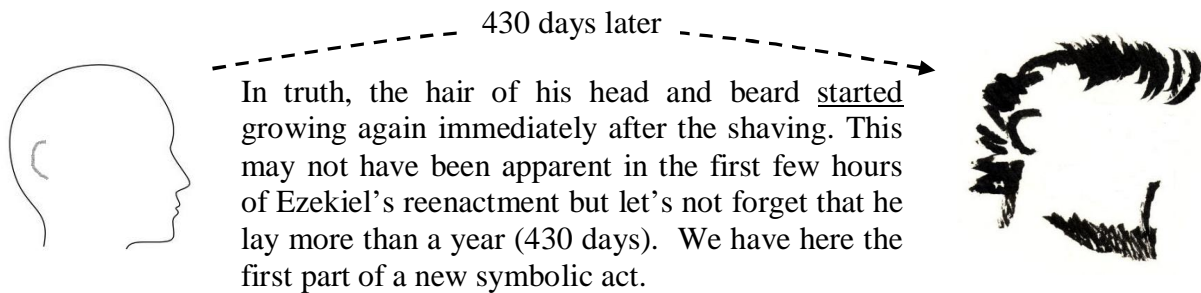 430 days later
In truth, the hair of his head and beard started
growing again immediately after the shaving. This
may not have been apparent in the first few hours
of Ezekiel’s reenactment but let’s not forget that he
lay more than a year (430 days).  We have here the
first part of a new symbolic act.